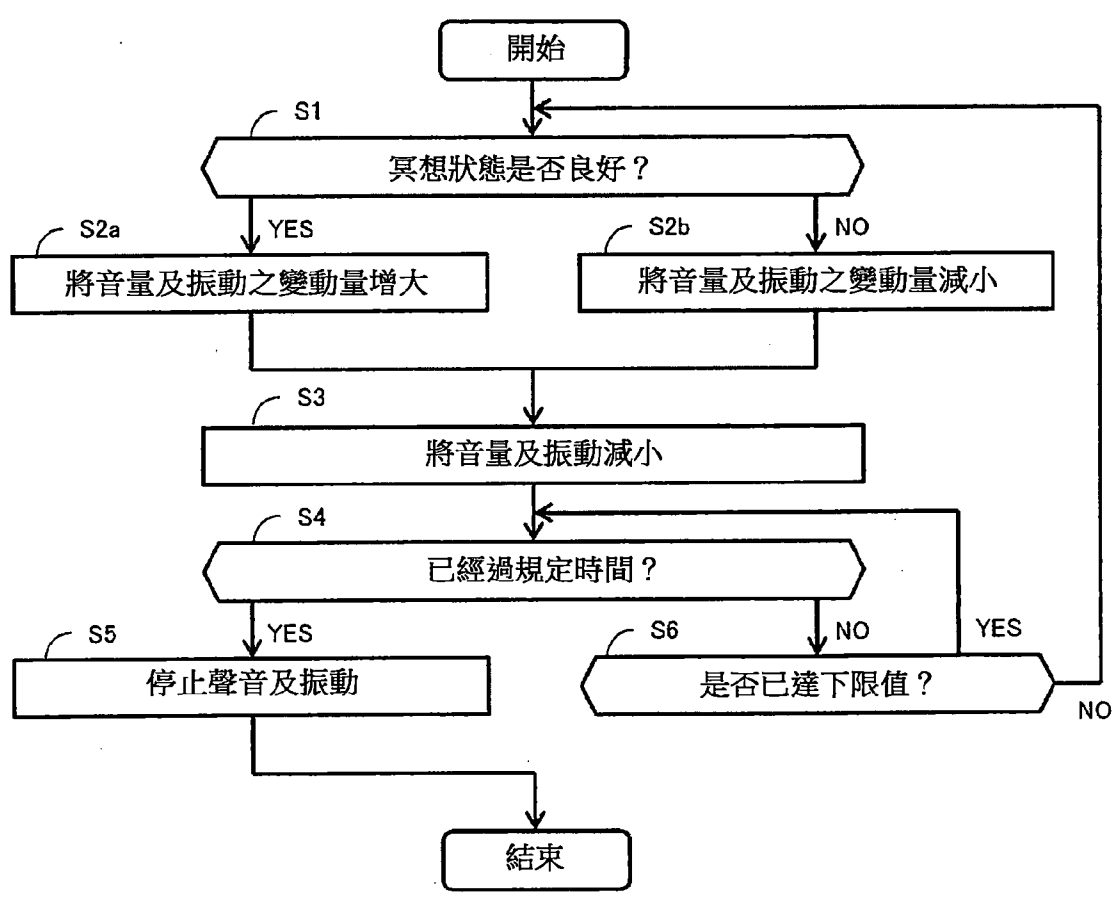 開始
S1
冥想狀態是否良好？
S2a
YES
S2b
NO
將音量及振動之變動量增大
將音量及振動之變動量減小
S3
將音量及振動減小
S4
已經過規定時間？
S5
YES
S6
NO
YES
停止聲音及振動
是否已達下限值？
NO
結束